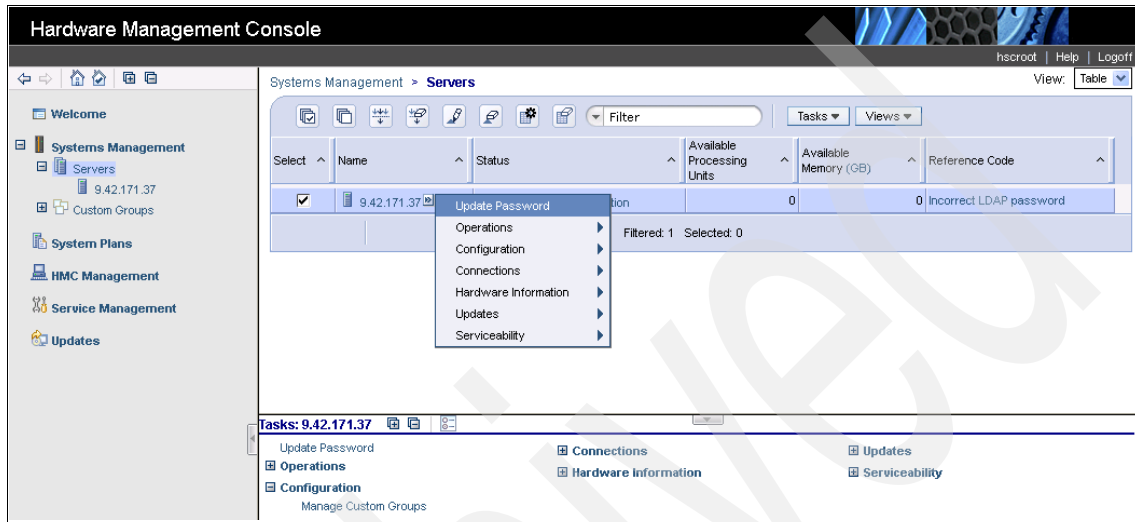 Hardware Management Console
hscroot | Help | Logoff
Systems Management > Servers
View: Table
Welcome
Systems Management
Servers
9.42.171.37
Custom Groups
System Plans
HMC Management
Service Management
Updates
Filter
Tasks
Views
Select
Name
Status
Available Processing Units
Available Memory (GB)
Reference Code
9.42.171.37
0
0
Incorrect LDAP password
Filtered: 1 Selected: 0
Update Password
Operations
Configuration
Connections
Hardware Information
Updates
Serviceability
Tasks: 9.42.171.37
Update Password
Operations
Configuration
Manage Custom Groups
Connections
Hardware Information
Updates
Serviceability